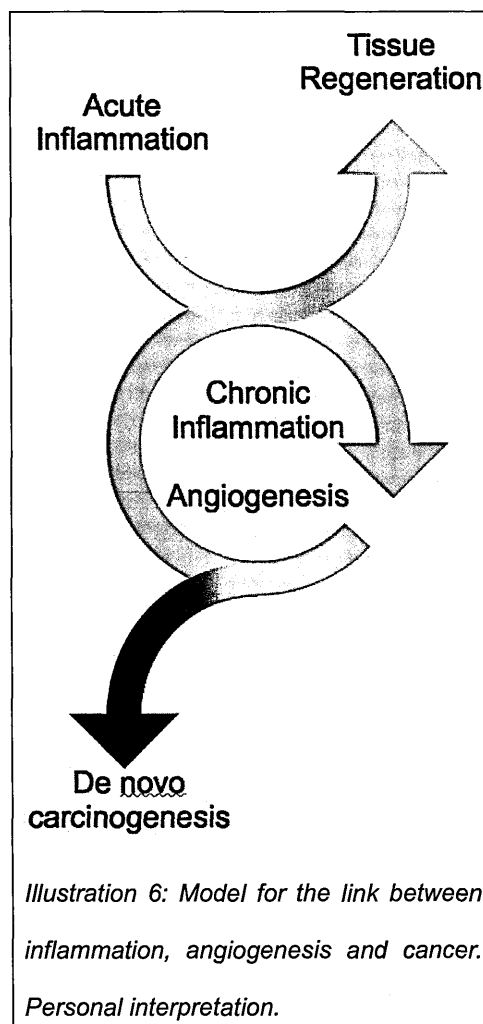 Tissue
Regeneration
Acute
Inflammation
Chronic
Inflammation
Angiogenesis
De novo
carcinogenesis
Illustration 6: Model for the link between
inflammation, angiogenesis and cancer.
Personal interpretation.